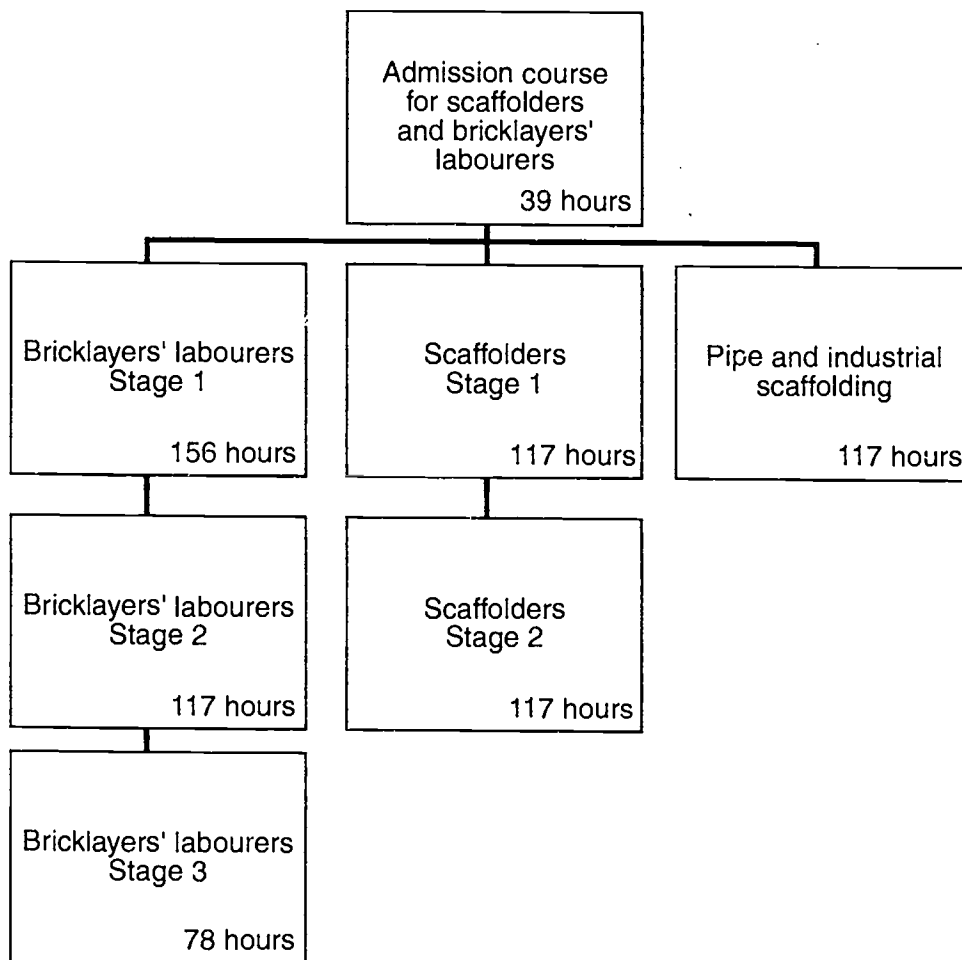 Admission course
for scaffolders
and bricklayers'
labourers
39 hours
Bricklayers' labourers
Stage 1
156 hours
Scaffolders
Stage 1
117 hours
Pipe and industrial
scaffolding
117 hours
Bricklayers' labourers
Stage 2
117 hours
Scaffolders
Stage 2
117 hours
Bricklayers' labourers
Stage 3
78 hours